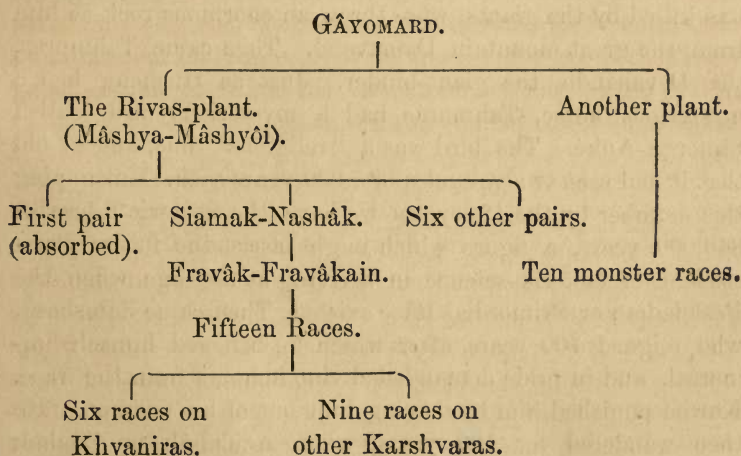 GÂYOMARD.
The Rivas-plant. Another plant.
(Mâshya-Mâshyôi).
First pair Siamak-Nashâk. Six other pairs.
(absorbed).
Fravâk-Fravâkain. Ten monster races.
Fifteen Races.
Six races on Nine races on
Khvaniras. other Karshvaras.